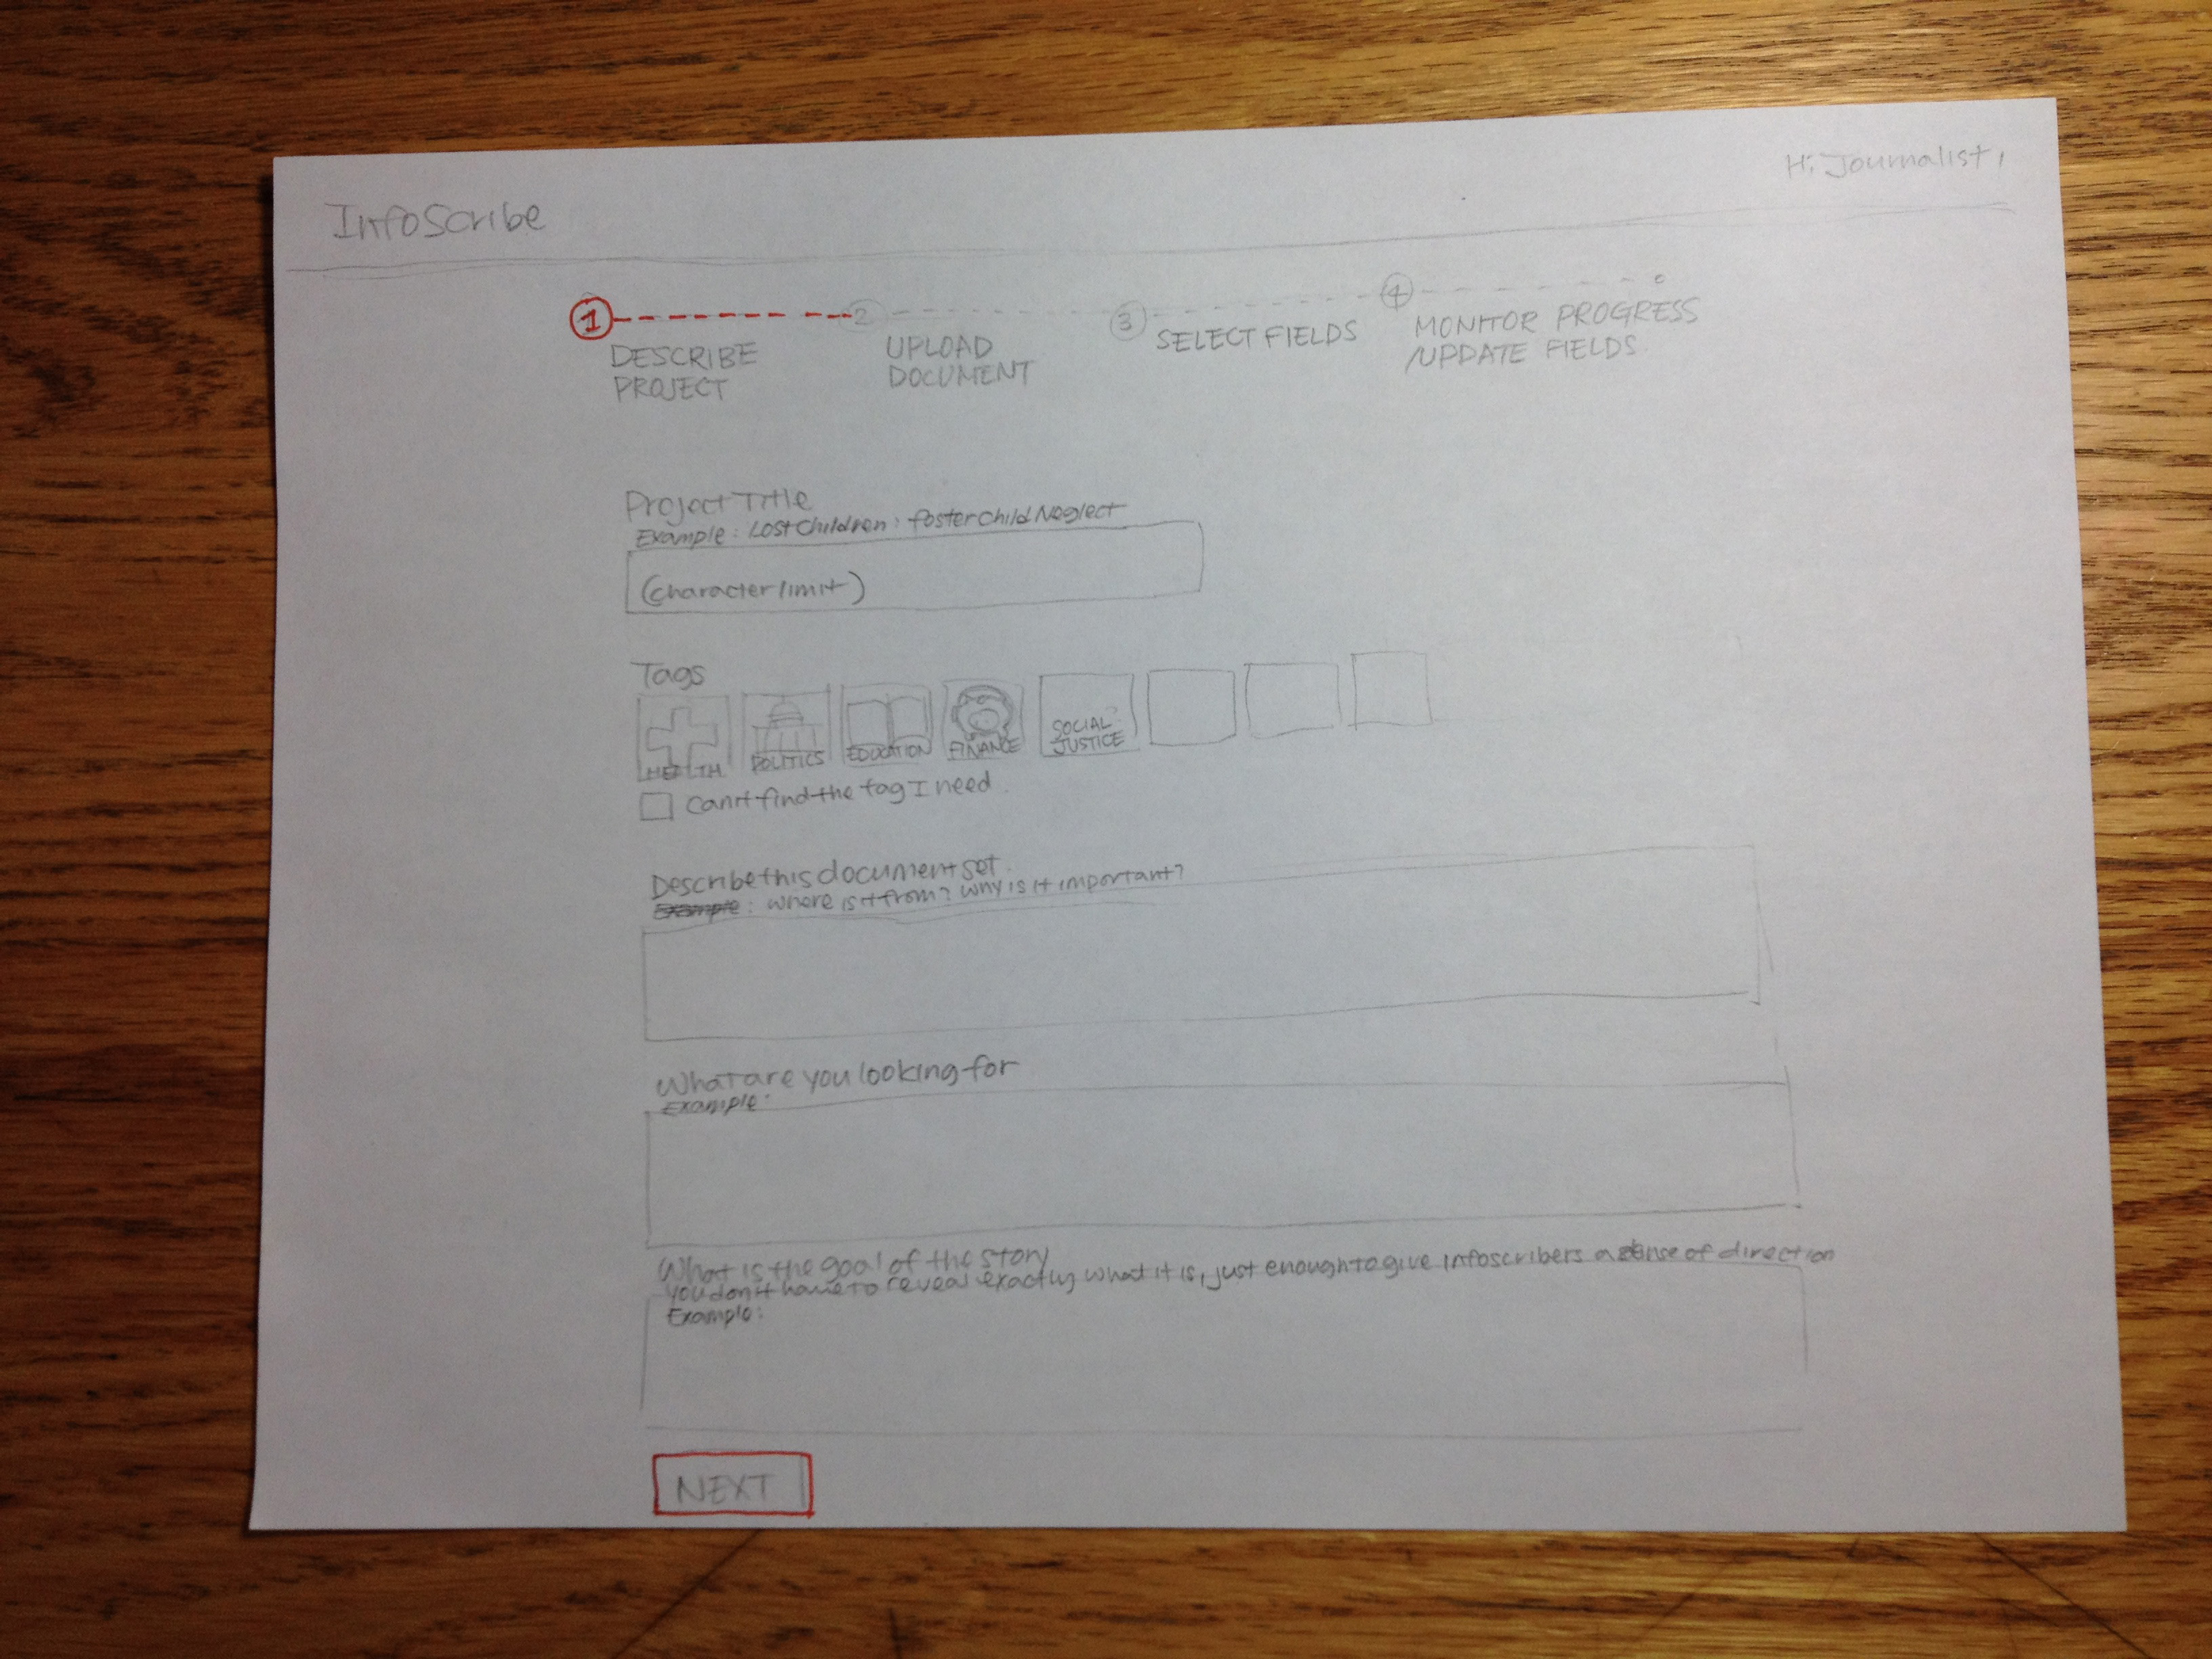 InfoScribe
Hi, Journalist,
1
2
3
4
DESCRIBE
PROJECT
UPLOAD
DOCUMENT
SELECT FIELDS
MONITOR PROGRESS
/UPDATE FIELDS.
Project Title
Example: Lost Children: Foster Child Neglect
(character limit)
Tags
HEALTH
POLITICS
EDUCATION
FINANCE
SOCIAL
JUSTICE
Can't find the tag I need.
Describe this document set.
Example: Where is it from? Why is it important?
What are you looking for
Example:
What is the goal of the story
You don't have to reveal exactly what it is, just enough to give infoscribers a sense of direction
Example:
NEXT